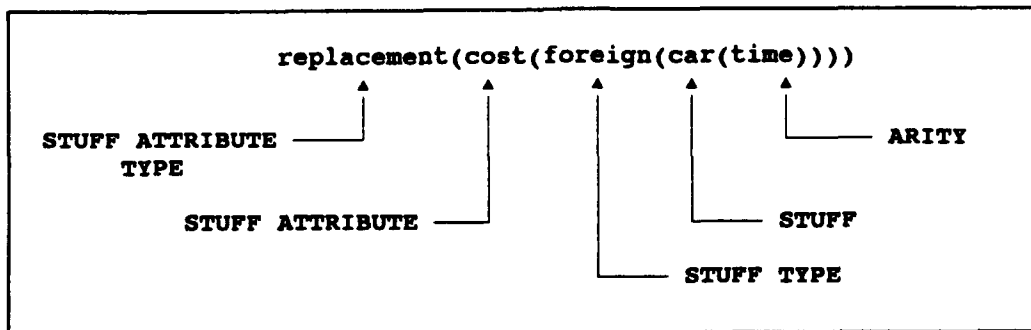 replacement(cost(foreign(car(time))))
STUFF ATTRIBUTE
TYPE
ARITY
STUFF ATTRIBUTE
STUFF
STUFF TYPE